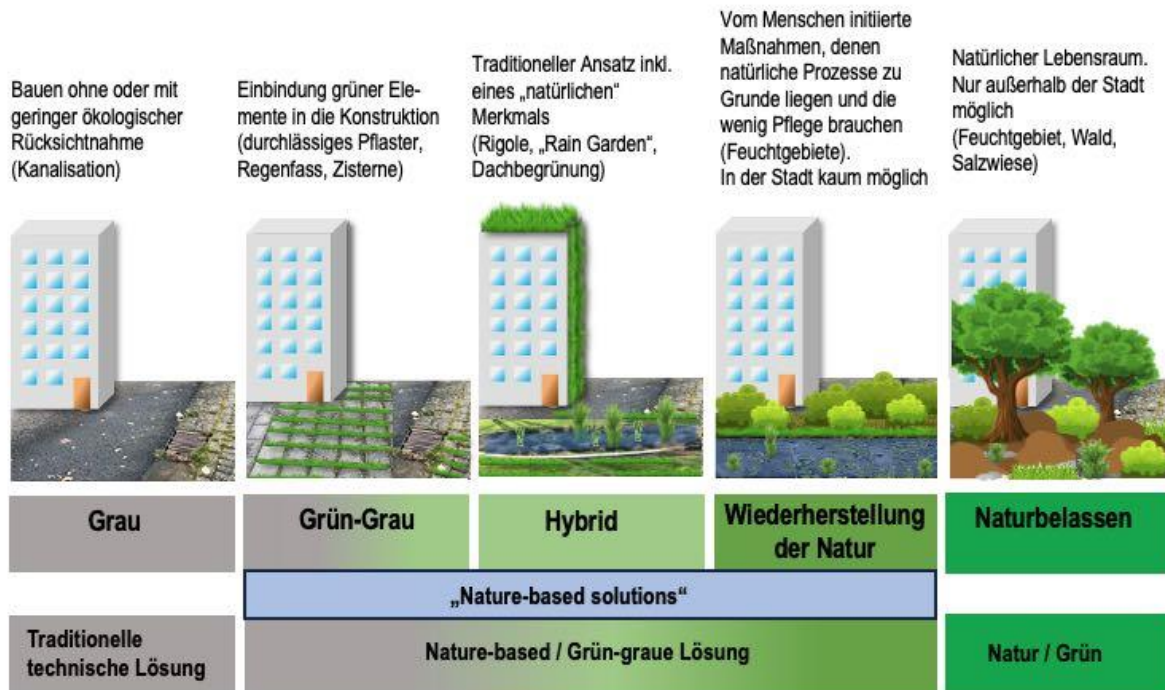 Bauen ohne oder mit
geringer ökologischer
Rücksichtnahme
(Kanalisation)
Einbindung grüner Ele-
mente in die Konstruktion
(durchlässiges Pflaster,
Regenfass, Zisterne)
Traditioneller Ansatz inkl.
eines „natürlichen“
Merkmals
(Rigole, „Rain Garden“,
Dachbegrünung)
Vom Menschen initiierte
Maßnahmen, denen
natürliche Prozesse zu
Grunde liegen und die
wenig Pflege brauchen
(Feuchtgebiete).
In der Stadt kaum möglich
Natürlicher Lebensraum.
Nur außerhalb der Stadt
möglich
(Feuchtgebiet, Wald,
Salzwiese)
Grau
Grün-Grau
Hybrid
Wiederherstellung
der Natur
Naturbelassen
„Nature-based solutions“
Traditionelle
technische Lösung
Nature-based / Grün-graue Lösung
Natur / Grün